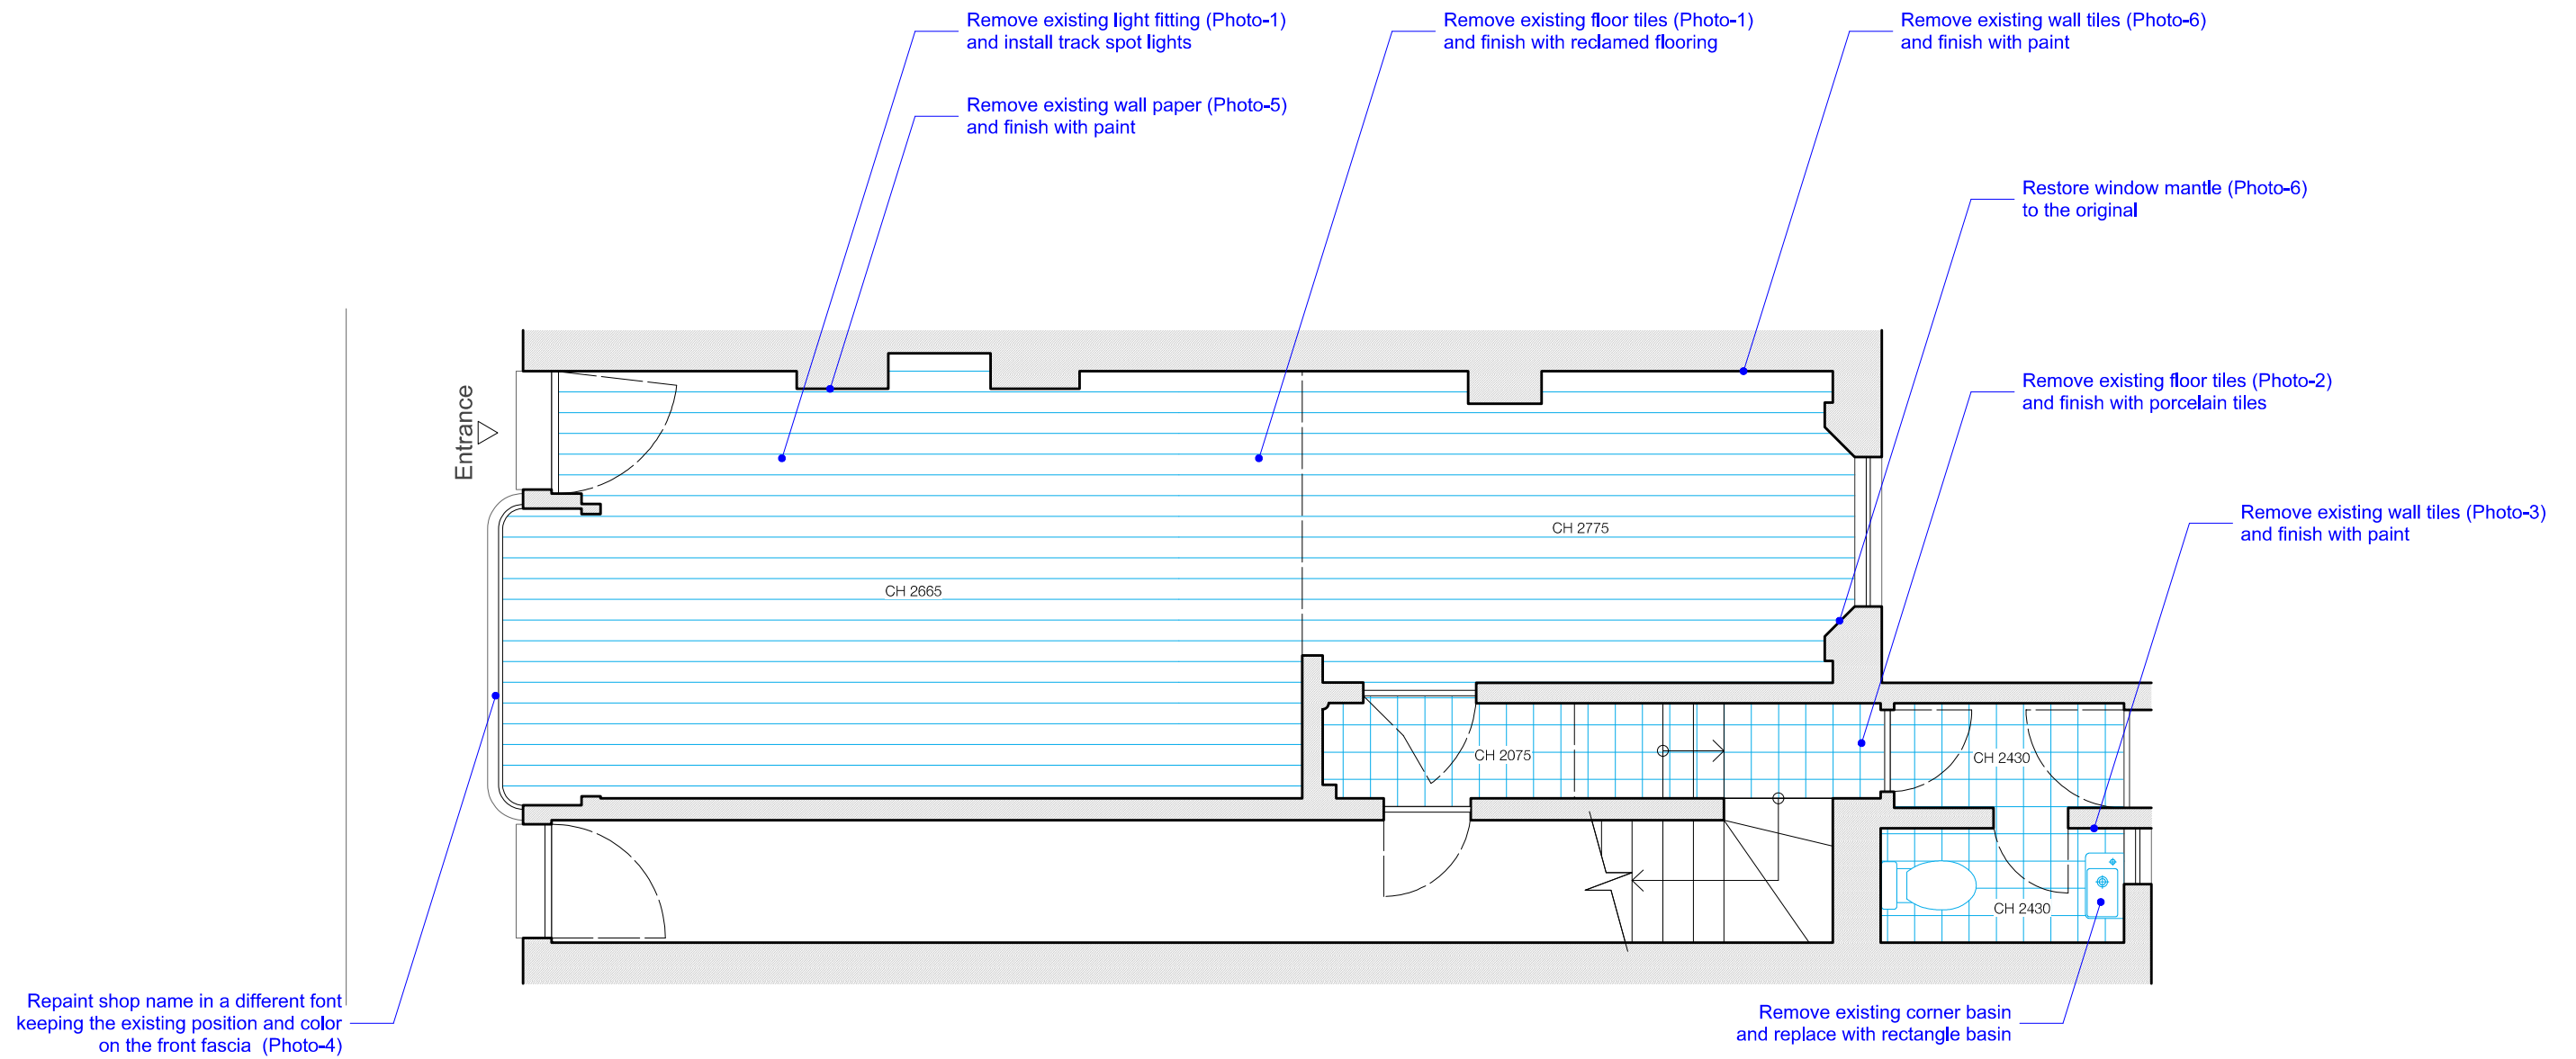 Remove existing light fitting (Photo-1)
and install track spot lights
Remove existing floor tiles (Photo-1)
and finish with reclamed flooring
Remove existing wall tiles (Photo-6)
and finish with paint
Remove existing wall paper (Photo-5)
and finish with paint
Restore window mantle (Photo-6)
to the original
Remove existing floor tiles (Photo-2)
and finish with porcelain tiles
Entrance
Remove existing wall tiles (Photo-3)
and finish with paint
CH 2775
CH 2665
CH 2075
CH 2430
CH 2430
Repaint shop name in a different font
keeping the existing position and color
on the front fascia (Photo-4)
Remove existing corner basin
and replace with rectangle basin